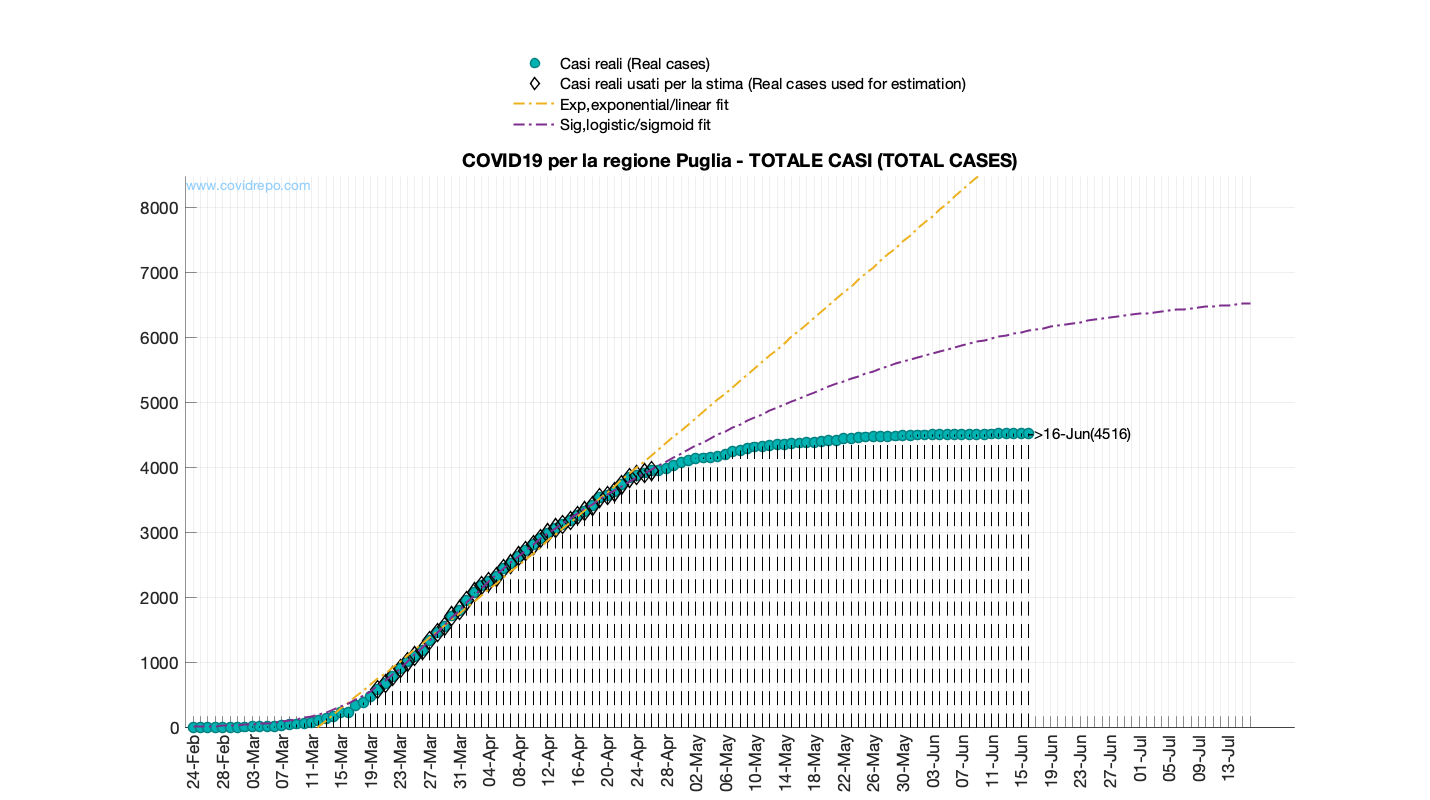 Casi reali (Real cases)
Casi reali usati per la stima (Real cases used for estimation)
Exp,exponential/linear fit
Sig,logistic/sigmoid fit
COVID19 per la regione Puglia - TOTALE CASI (TOTAL CASES)
www.covidrepo.com
8000
7000
6000
5000
4000
3000
2000
1000
0
>16-Jun(4516)
24-Feb
28-Feb
03-Mar
07-Mar
11-Mar
15-Mar
19-Mar
23-Mar
27-Mar
31-Mar
04-Apr
08-Apr
12-Apr
16-Apr
20-Apr
24-Apr
28-Apr
02-May
06-May
10-May
14-May
18-May
22-May
26-May
30-May
03-Jun
07-Jun
11-Jun
15-Jun
19-Jun
23-Jun
27-Jun
01-Jul
05-Jul
09-Jul
13-Jul